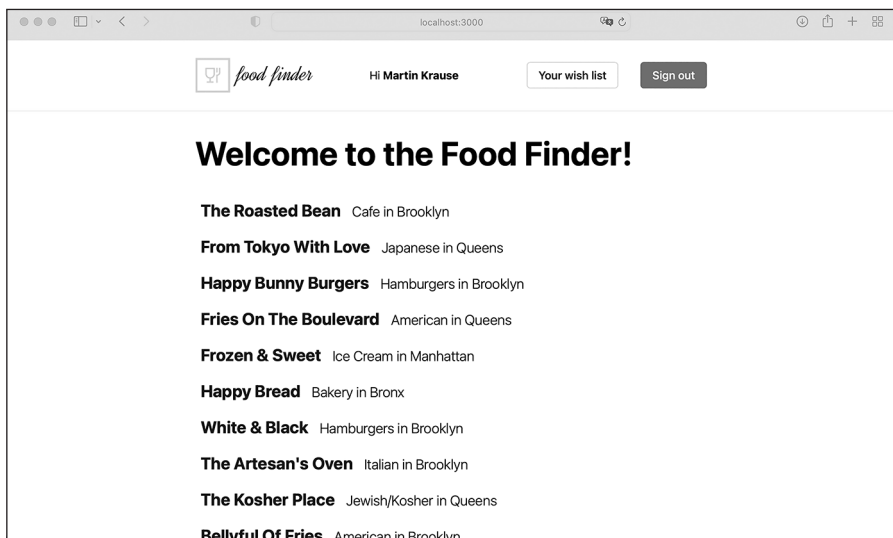 localhost:3000
food finder Hi Martin Krause Your wish list Sign out
Welcome to the Food Finder!
The Roasted Bean Cafe in Brooklyn
From Tokyo With Love Japanese in Queens
Happy Bunny Burgers Hamburgers in Brooklyn
Fries On The Boulevard American in Queens
Frozen & Sweet Ice Cream in Manhattan
Happy Bread Bakery in Bronx
White & Black Hamburgers in Brooklyn
The Artesan's Oven Italian in Brooklyn
The Kosher Place Jewish/Kosher in Queens
Bellyful Of Fries American in Brooklyn